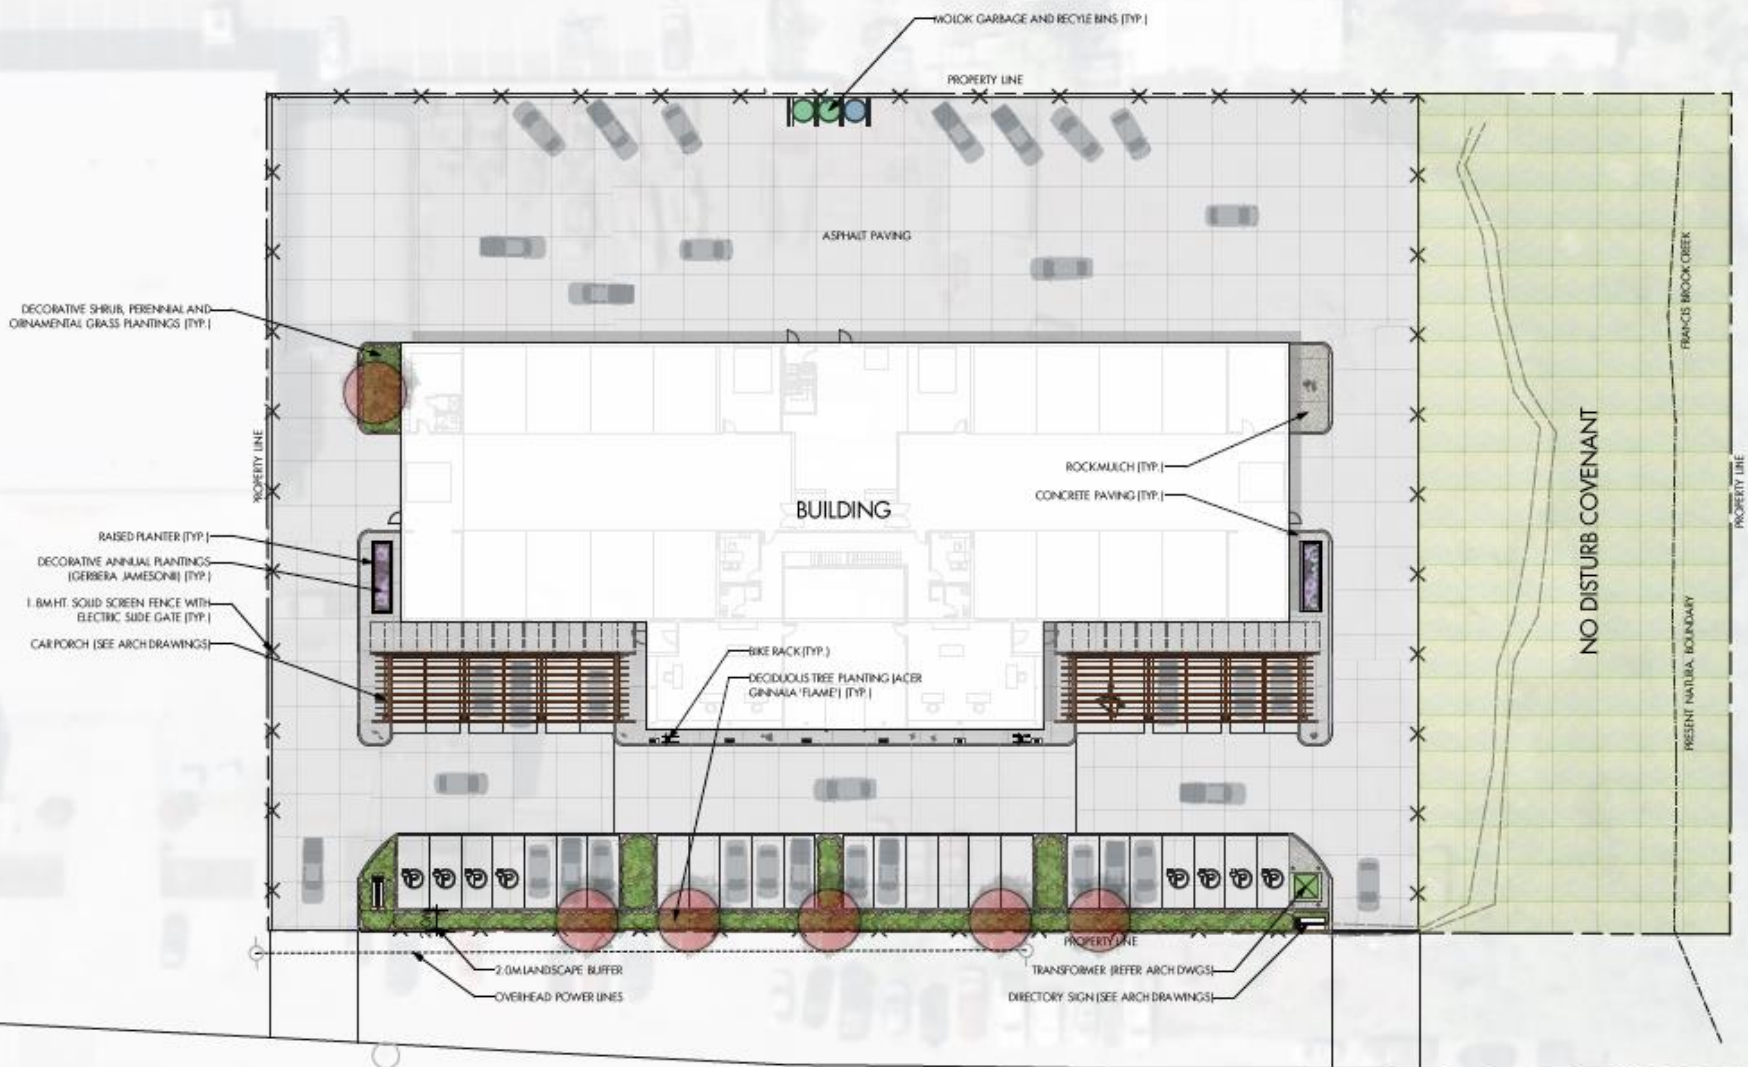 MOLOK GARBAGE AND RECYLE BINS (TYP.)
PROPERTY LINE
ASPHALT PAVING
DECORATIVE SHRUB, PERENNIAL AND
ORNAMENTAL GRASS PLANTINGS (TYP.)
PROPERTY LINE
FRANCIS BROOK CREEK
NO DISTURB COVENANT
PROPERTY LINE
ROCK MULCH (TYP.)
CONCRETE PAVING (TYP.)
BUILDING
RAISED PLANTER (TYP.)
DECORATIVE ANNUAL PLANTINGS
(GERBERA JAMESONII) (TYP.)
1.8M HT. SOLID SCREEN FENCE WITH
ELECTRIC SLIDE GATE (TYP.)
CAR PORCH (SEE ARCH DRAWINGS)
BIKE RACK (TYP.)
DECIDUOUS TREE PLANTING (ACER
GINNALA 'FLAME') (TYP.)
PRESENT NATURAL BOUNDARY
PROPERTY LINE
2.0M LANDSCAPE BUFFER
OVERHEAD POWER LINES
TRANSFORMER (REFER ARCH DWGS)
DIRECTORY SIGN (SEE ARCH DRAWINGS)